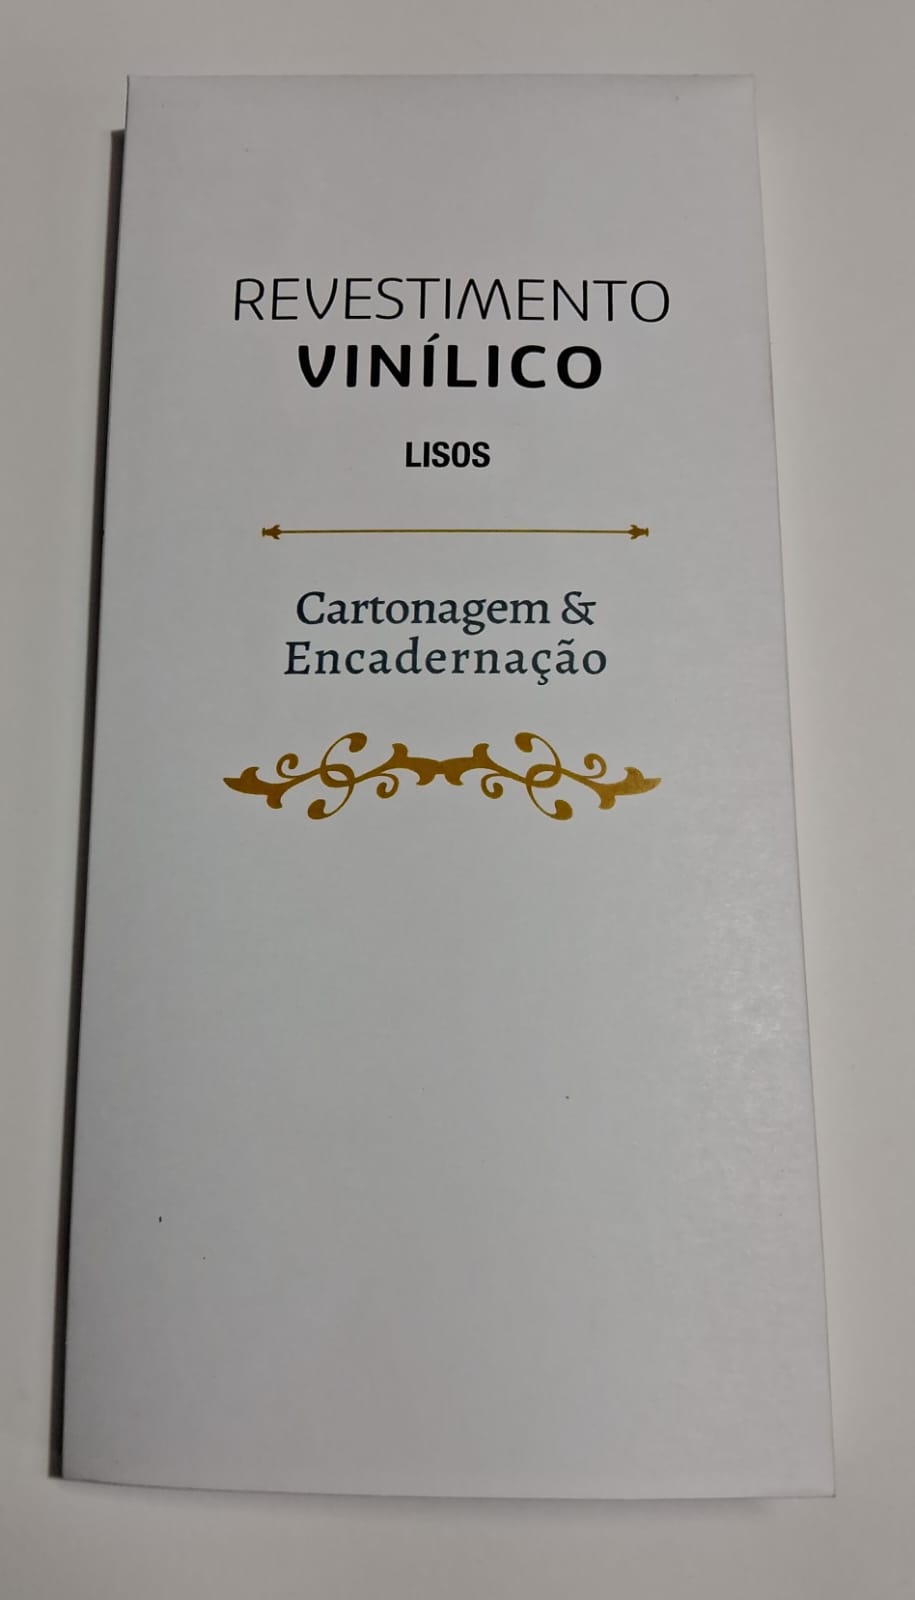 REVESTIMENTO
VINÍLICO
LISOS
Cartonagem &
Encadernação